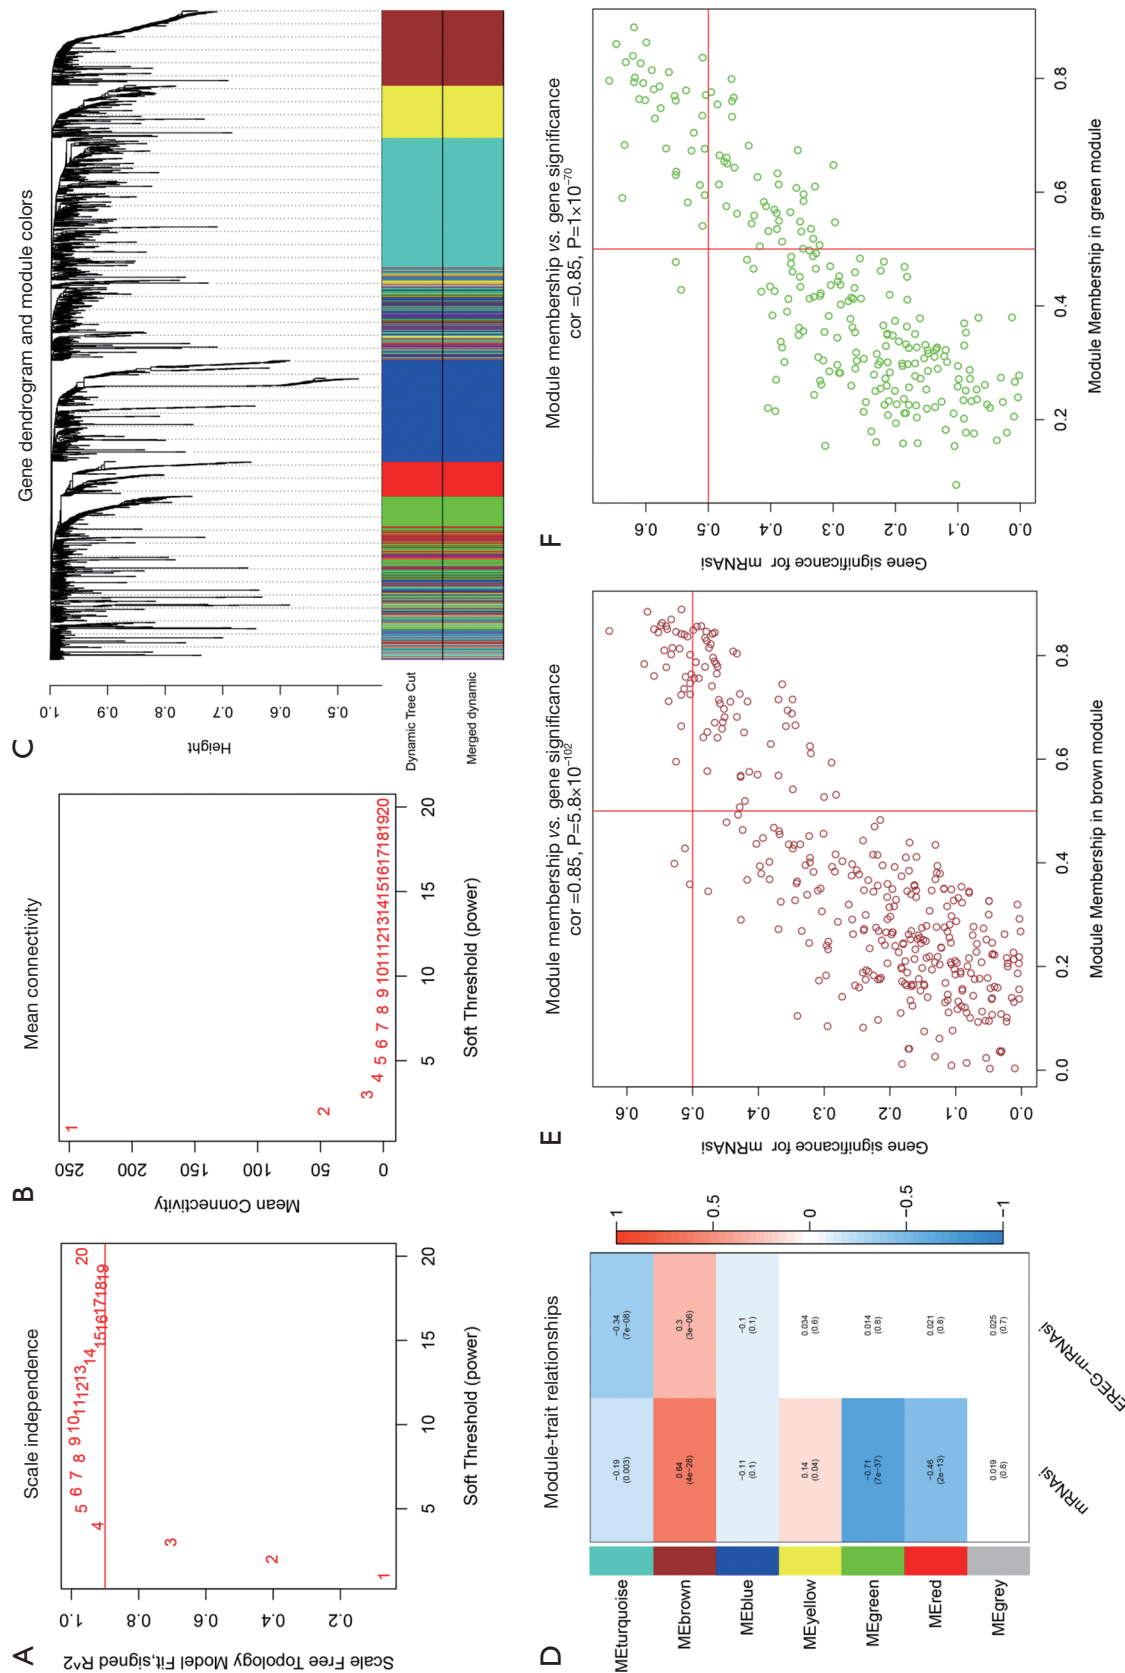 A
Scale independence
Scale Free Topology Model Fit,signed R^2
1.0
0.8
0.6
0.4
0.2
1
2
3
4
5
6
7
8
9
10
11
12
13
14
15
16
17
18
19
20
5
10
15
20
Soft Threshold (power)
B
Mean connectivity
Mean Connectivity
250
200
150
100
50
0
1
2
3
4
5
6
7
8
9
10
11
12
13
14
15
16
17
18
19
20
5
10
15
20
Soft Threshold (power)
C
Gene dendrogram and module colors
Height
1.0
0.9
0.8
0.7
0.6
0.5
Dynamic Tree Cut
Merged dynamic
D
Module-trait relationships
MEturquoise
−0.19
(0.003)
−0.34
(7e−08)
MEbrown
0.64
(4e−28)
0.3
(3e−06)
MEblue
−0.11
(0.1)
−0.1
(0.1)
MEyellow
0.14
(0.04)
0.034
(0.6)
MEgreen
−0.71
(7e−37)
0.014
(0.8)
MEred
−0.46
(2e−13)
0.021
(0.8)
MEgrey
0.019
(0.8)
0.025
(0.7)
mRNAsi
EREG−mRNAsi
1
0.5
0
−0.5
−1
E
Module membership vs. gene significance
cor =0.85, P=5.8×10−102
Gene significance for mRNAsi
0.6
0.5
0.4
0.3
0.2
0.1
0.0
0.0
0.2
0.4
0.6
0.8
Module Membership in brown module
F
Module membership vs. gene significance
cor =0.85, P=1×10−70
Gene significance for mRNAsi
0.6
0.5
0.4
0.3
0.2
0.1
0.0
0.2
0.4
0.6
0.8
Module Membership in green module